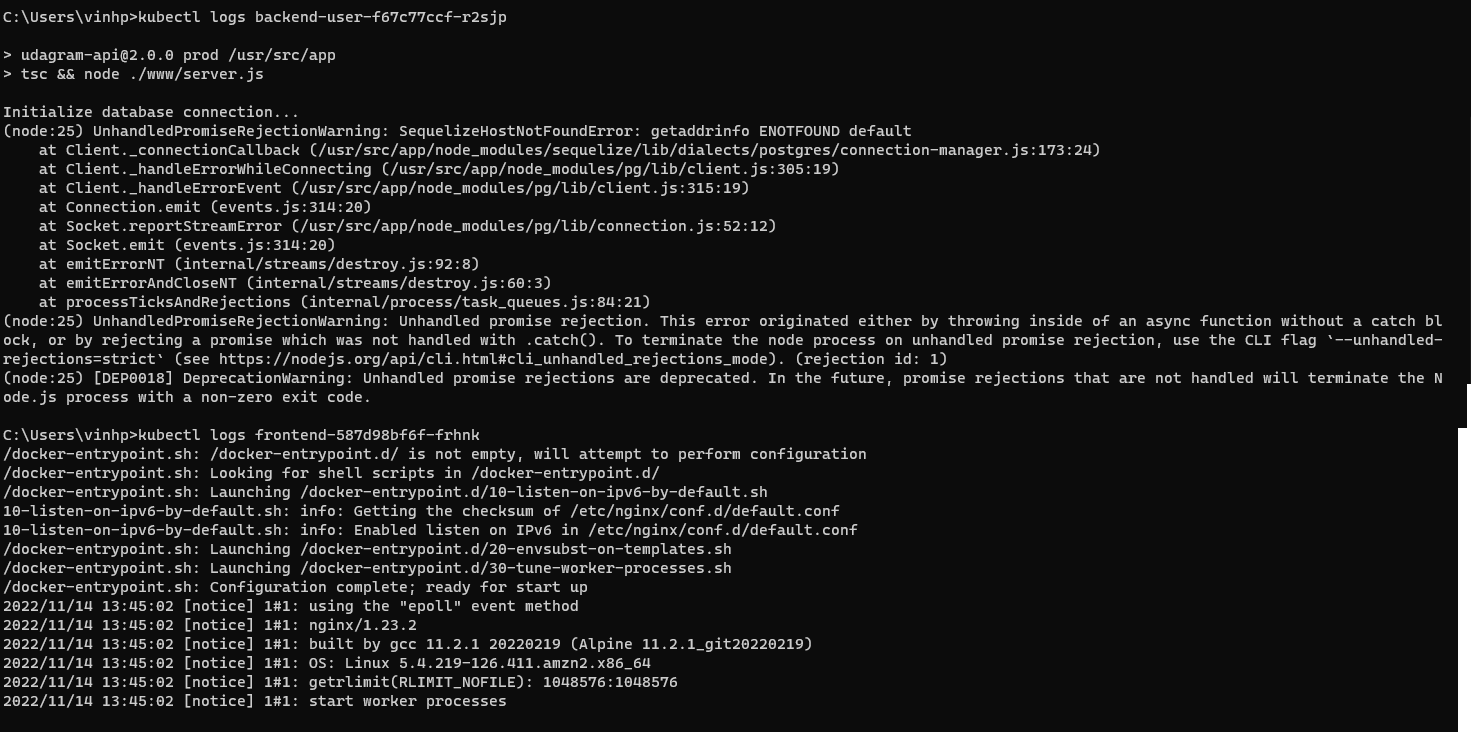 C:\Users\vinhp>kubectl logs backend-user-f67c77ccf-r2sjp
> udagram-api@2.0.0 prod /usr/src/app
> tsc && node ./www/server.js
Initialize database connection...
(node:25) UnhandledPromiseRejectionWarning: SequelizeHostNotFoundError: getaddrinfo ENOTFOUND default
    at Client._connectionCallback (/usr/src/app/node_modules/sequelize/lib/dialects/postgres/connection-manager.js:173:24)
    at Client._handleErrorWhileConnecting (/usr/src/app/node_modules/pg/lib/client.js:305:19)
    at Client._handleErrorEvent (/usr/src/app/node_modules/pg/lib/client.js:315:19)
    at Connection.emit (events.js:314:20)
    at Socket.reportStreamError (/usr/src/app/node_modules/pg/lib/connection.js:52:12)
    at Socket.emit (events.js:314:20)
    at emitErrorNT (internal/streams/destroy.js:92:8)
    at emitErrorAndCloseNT (internal/streams/destroy.js:60:3)
    at processTicksAndRejections (internal/process/task_queues.js:84:21)
(node:25) UnhandledPromiseRejectionWarning: Unhandled promise rejection. This error originated either by throwing inside of an async function without a catch bl
ock, or by rejecting a promise which was not handled with .catch(). To terminate the node process on unhandled promise rejection, use the CLI flag `--unhandled-
rejections=strict` (see https://nodejs.org/api/cli.html#cli_unhandled_rejections_mode). (rejection id: 1)
(node:25) [DEP0018] DeprecationWarning: Unhandled promise rejections are deprecated. In the future, promise rejections that are not handled will terminate the N
ode.js process with a non-zero exit code.
C:\Users\vinhp>kubectl logs frontend-587d98bf6f-frhnk
/docker-entrypoint.sh: /docker-entrypoint.d/ is not empty, will attempt to perform configuration
/docker-entrypoint.sh: Looking for shell scripts in /docker-entrypoint.d/
/docker-entrypoint.sh: Launching /docker-entrypoint.d/10-listen-on-ipv6-by-default.sh
10-listen-on-ipv6-by-default.sh: info: Getting the checksum of /etc/nginx/conf.d/default.conf
10-listen-on-ipv6-by-default.sh: info: Enabled listen on IPv6 in /etc/nginx/conf.d/default.conf
/docker-entrypoint.sh: Launching /docker-entrypoint.d/20-envsubst-on-templates.sh
/docker-entrypoint.sh: Launching /docker-entrypoint.d/30-tune-worker-processes.sh
/docker-entrypoint.sh: Configuration complete; ready for start up
2022/11/14 13:45:02 [notice] 1#1: using the "epoll" event method
2022/11/14 13:45:02 [notice] 1#1: nginx/1.23.2
2022/11/14 13:45:02 [notice] 1#1: built by gcc 11.2.1 20220219 (Alpine 11.2.1_git20220219)
2022/11/14 13:45:02 [notice] 1#1: OS: Linux 5.4.219-126.411.amzn2.x86_64
2022/11/14 13:45:02 [notice] 1#1: getrlimit(RLIMIT_NOFILE): 1048576:1048576
2022/11/14 13:45:02 [notice] 1#1: start worker processes